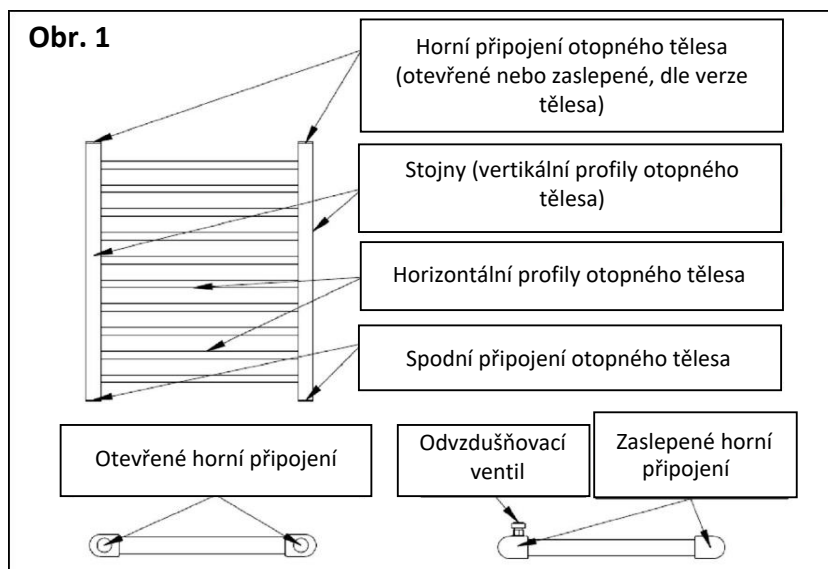 Obr. 1
Horní připojení otopného tělesa
(otevřené nebo zaslepené, dle verze
tělesa)
Stojny (vertikální profily otopného
tělesa)
Horizontální profily otopného tělesa
Spodní připojení otopného tělesa
Otevřené horní připojení
Odvzdušňovací
ventil
Zaslepené horní
připojení